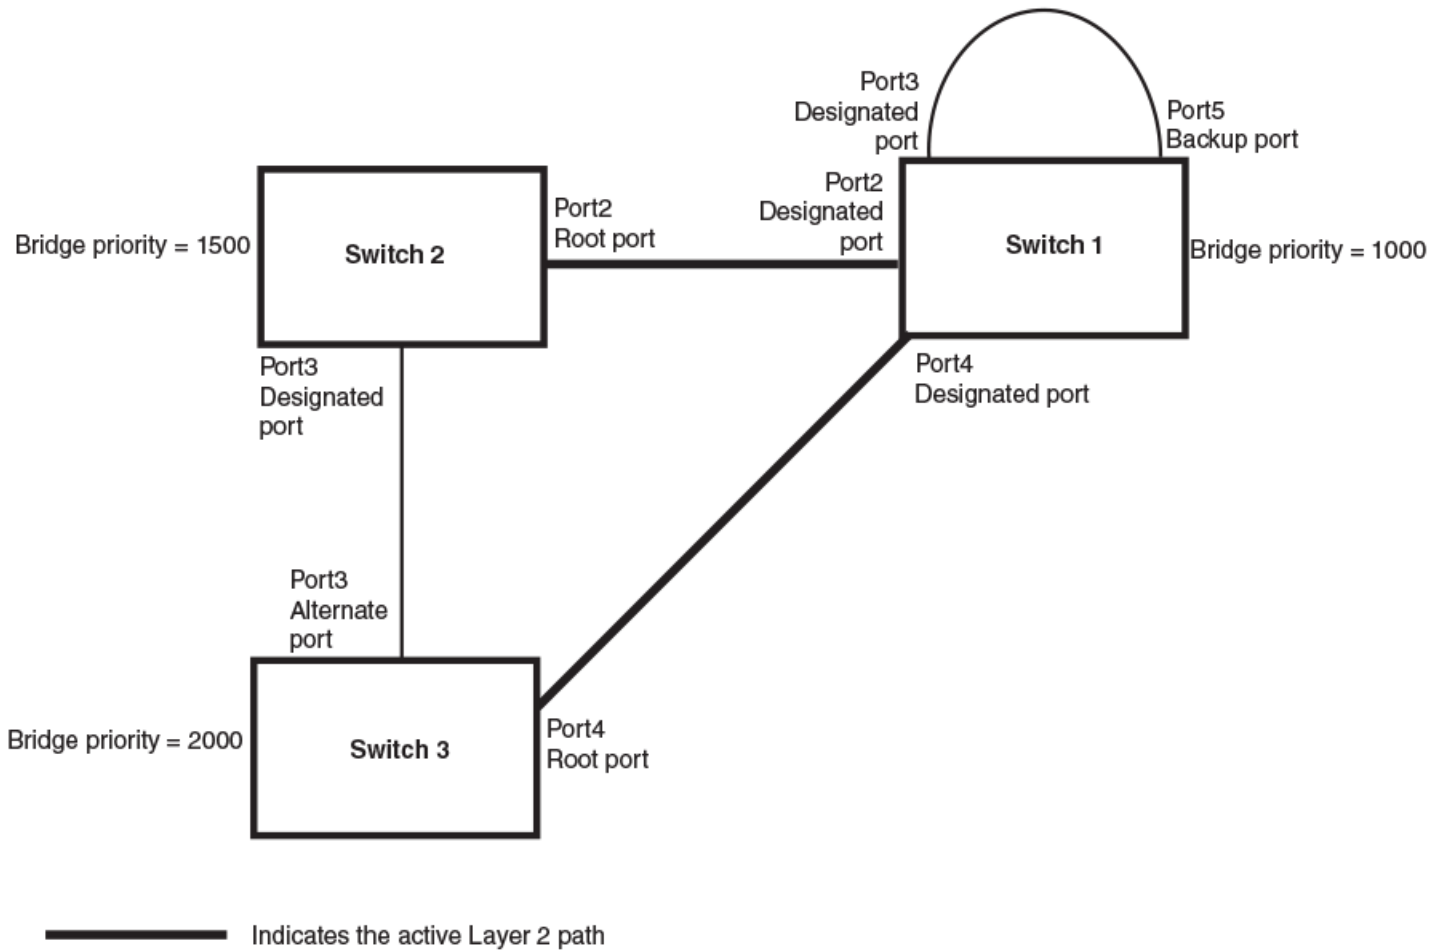 Port3
Designated
port
Port5
Backup port
Port2
Designated
port
Port2
Root port
Bridge priority = 1500
Switch 2
Switch 1
Bridge priority = 1000
Port3
Designated
port
Port4
Designated port
Port3
Alternate
port
Bridge priority = 2000
Switch 3
Port4
Root port
Indicates the active Layer 2 path